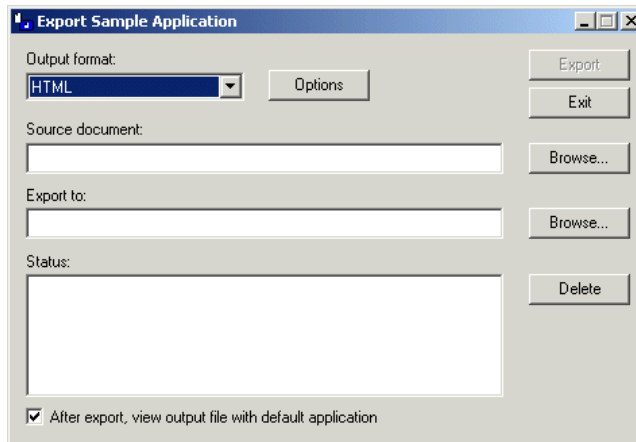 Export Sample Application
Output format:
HTML
Options
Export
Exit
Source document:
Browse...
Export to:
Browse...
Status:
Delete
After export, view output file with default application